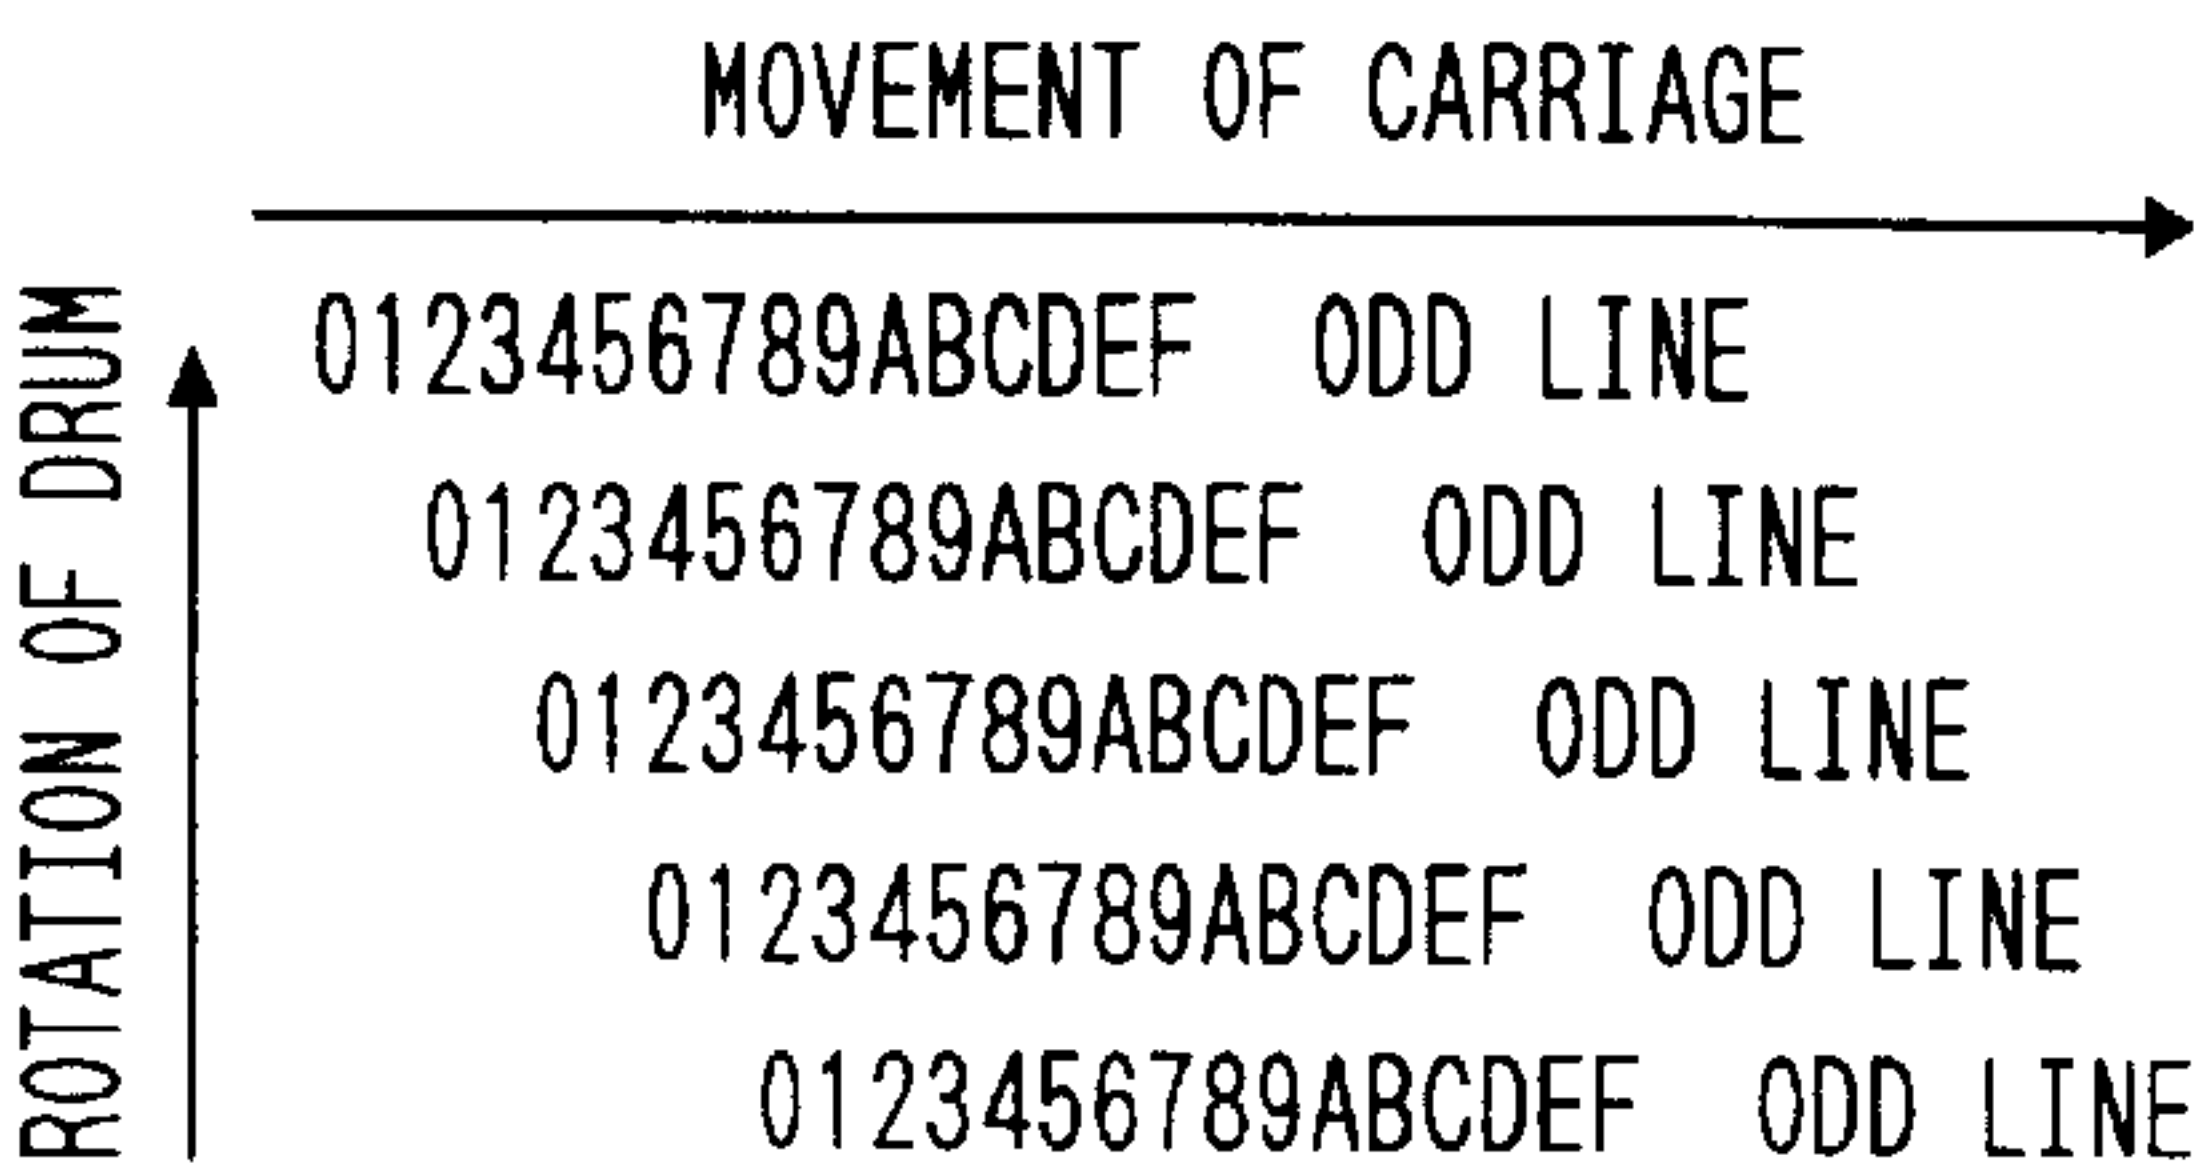 MOVEMENT OF CARRIAGE
ROTATION OF DRUM
0123456789ABCDEF ODD LINE
0123456789ABCDEF ODD LINE
0123456789ABCDEF ODD LINE
0123456789ABCDEF ODD LINE
0123456789ABCDEF ODD LINE